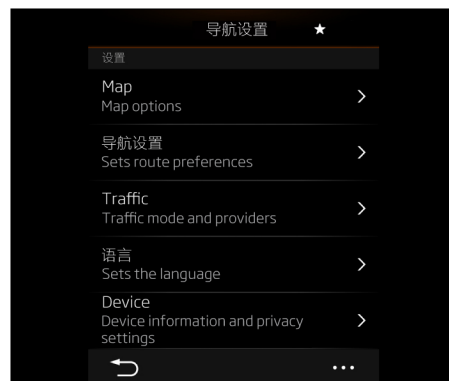 导航设置
设置
Map
Map options
导航设置
Sets route preferences
Traffic
Traffic mode and providers
语言
Sets the language
Device
Device information and privacy
settings